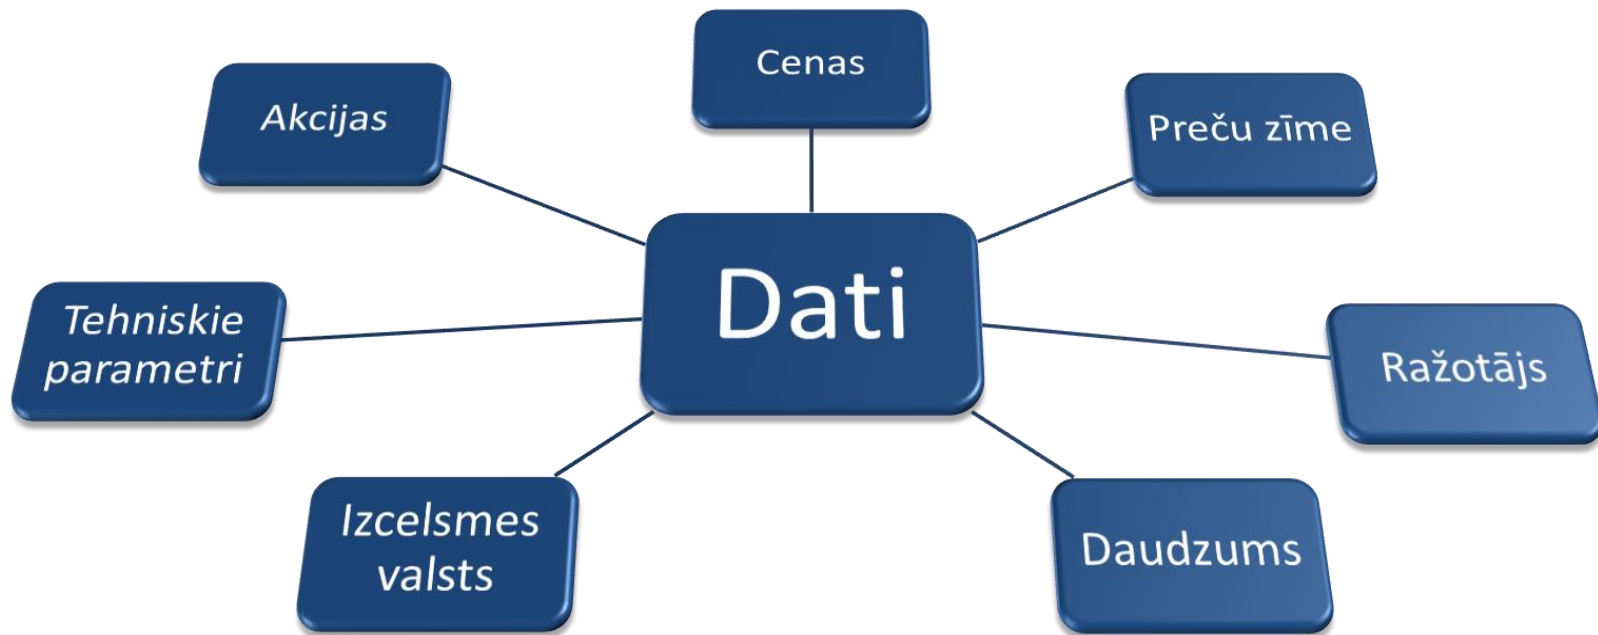 Cenas
Akcijas
Preču zīme
Dati
Tehniskie
parametri
Ražotājs
Izcelsmes
valsts
Daudzums